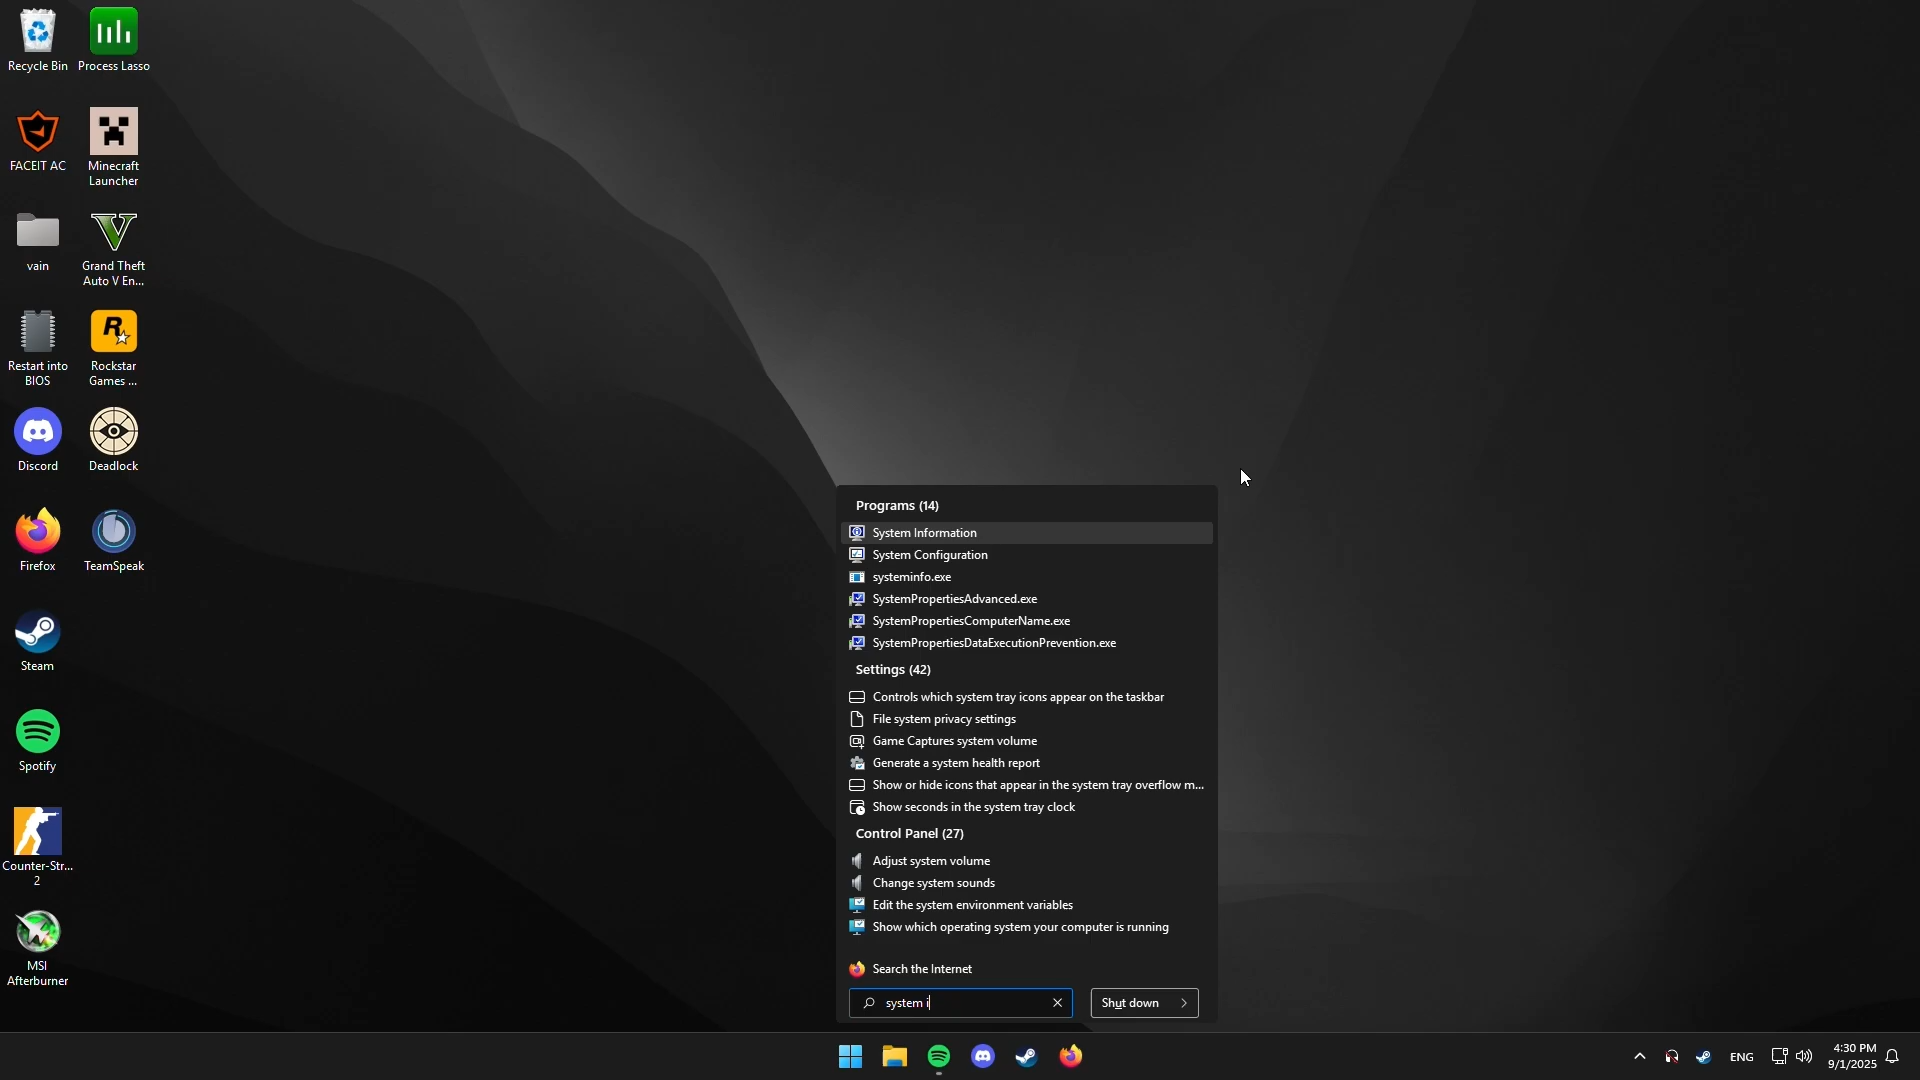 Recycle Bin
Process Lasso
FACEIT AC
Minecraft
Launcher
vain
Grand Theft
Auto V En...
Restart into
BIOS
Rockstar
Games ...
Discord
Deadlock
Firefox
TeamSpeak
Steam
Spotify
Counter-Str...
2
MSI
Afterburner
Programs (14)
System Information
System Configuration
systeminfo.exe
SystemPropertiesAdvanced.exe
SystemPropertiesComputerName.exe
SystemPropertiesDataExecutionPrevention.exe
Settings (42)
Controls which system tray icons appear on the taskbar
File system privacy settings
Game Captures system volume
Generate a system health report
Show or hide icons that appear in the system tray overflow m...
Show seconds in the system tray clock
Control Panel (27)
Adjust system volume
Change system sounds
Edit the system environment variables
Show which operating system your computer is running
Search the Internet
system i
Shut down
ENG
4:30 PM
9/1/2025